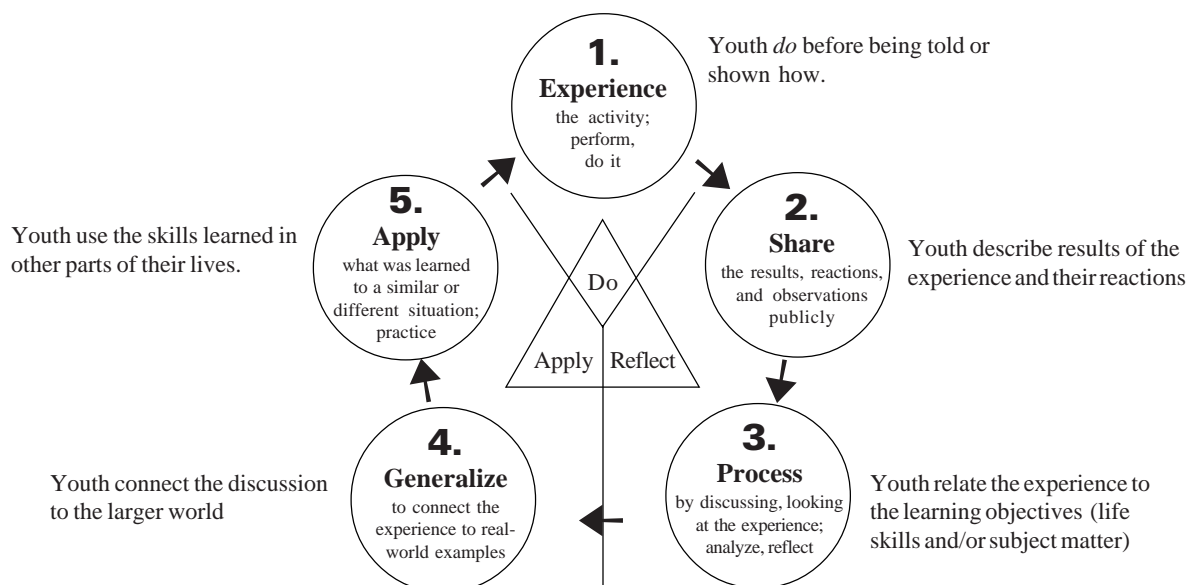 1.
Experience
the activity;
perform,
do it
Youth do before being told or
shown how.
2.
Share
the results, reactions,
and observations
publicly
Youth describe results of the
experience and their reactions
3.
Process
by discussing, looking
at the experience;
analyze, reflect
Youth relate the experience to
the learning objectives (life
skills and/or subject matter)
4.
Generalize
to connect the
experience to real-
world examples
Youth connect the discussion
to the larger world
5.
Apply
what was learned
to a similar or
different situation;
practice
Youth use the skills learned in
other parts of their lives.
Do
Apply
Reflect